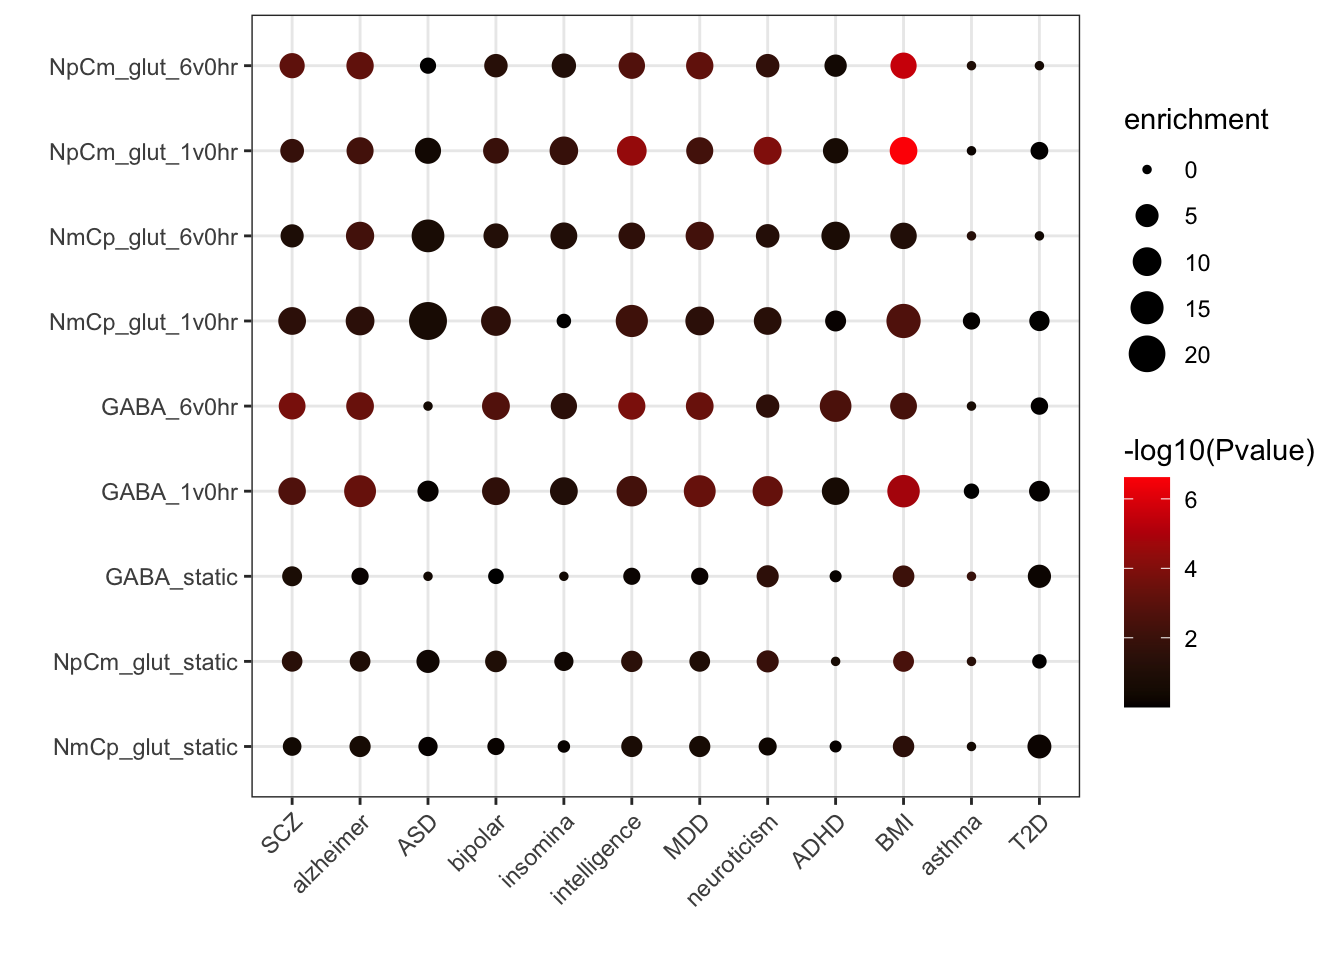 NpCm_glut_6v0hr
NpCm_glut_1v0hr
NmCp_glut_6v0hr
NmCp_glut_1v0hr
GABA_6v0hr
GABA_1v0hr
GABA_static
NpCm_glut_static
NmCp_glut_static
SCZ
alzheimer
ASD
bipolar
insomina
intelligence
MDD
neuroticism
ADHD
BMI
asthma
T2D
enrichment
0
5
10
15
20
-log10(Pvalue)
6
4
2